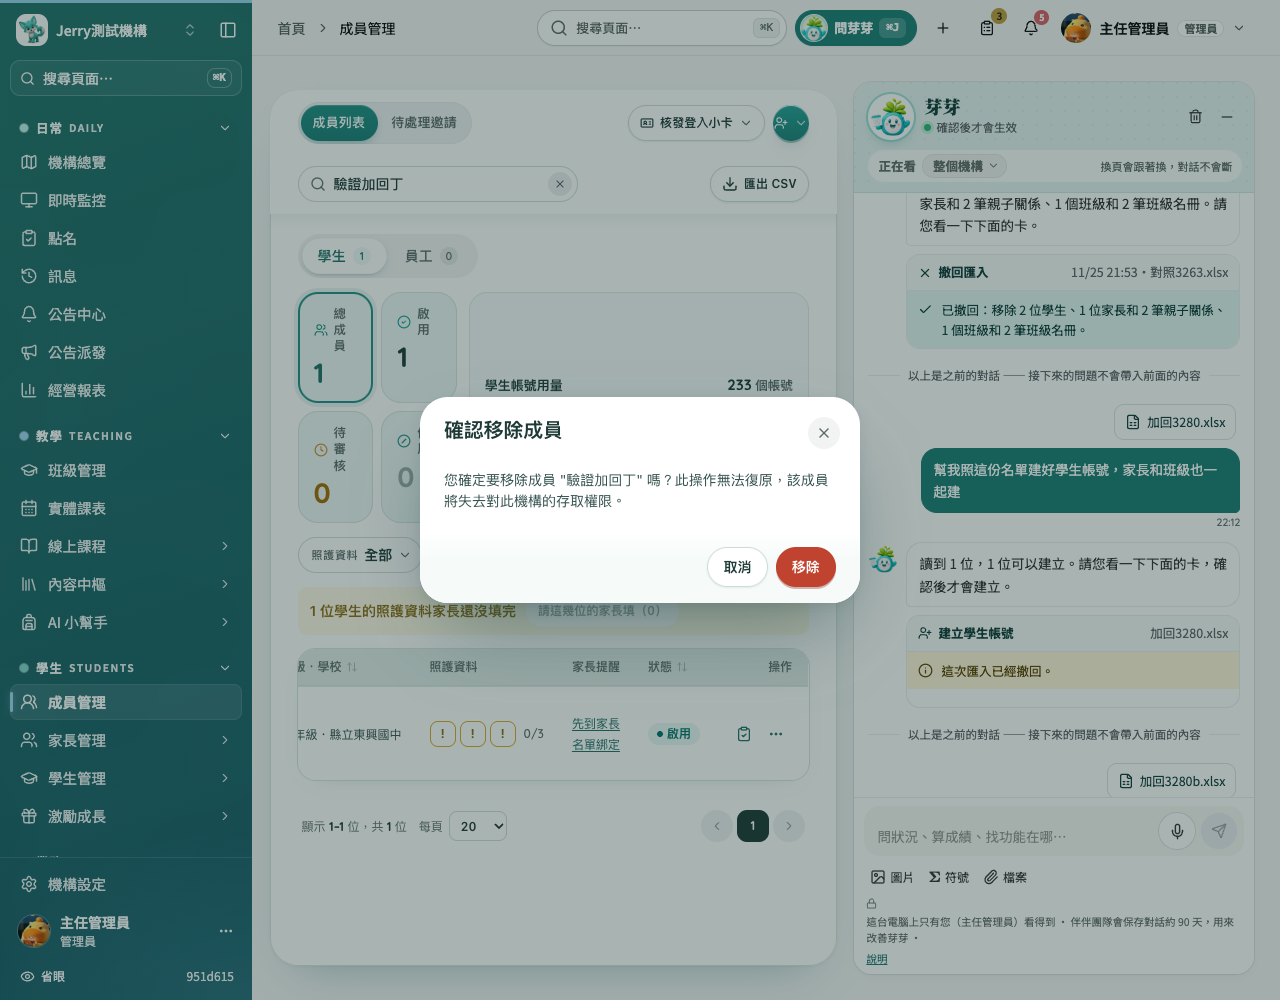 Jerry測試機構
搜尋頁面… ⌘K
日常 DAILY
機構總覽
即時監控
點名
訊息
公告中心
公告派發
經營報表
教學 TEACHING
班級管理
實體課表
線上課程
內容中樞
AI 小幫手
學生 STUDENTS
成員管理
家長管理
學生管理
激勵成長
機構設定
主任管理員
管理員
省眼 951d615
首頁 > 成員管理
搜尋頁面… ⌘K
問芽芽 ⌘J
3
5
主任管理員 管理員
成員列表 待處理邀請
核發登入小卡
驗證加回丁
匯出 CSV
學生 1 員工 0
總成員
1
啟用
1
學生帳號用量 233 個帳號
待審核
0
0
照護資料 全部
1 位學生的照護資料家長還沒填完 請這幾位的家長填（0）
級・學校 照護資料 家長提醒 狀態 操作
年級・縣立東興國中 ! ! ! 0/3 先到家長名單綁定 啟用
顯示 1-1 位，共 1 位 每頁 20
1
確認移除成員
您確定要移除成員 "驗證加回丁" 嗎？此操作無法復原，該成員
將失去對此機構的存取權限。
取消 移除
芽芽
確認後才會生效
正在看 整個機構 換頁會跟著換，對話不會斷
家長和 2 筆親子關係、1 個班級和 2 筆班級名冊。請
您看一下下面的卡。
撤回匯入 11/25 21:53・對照3263.xlsx
已撤回：移除 2 位學生、1 位家長和 2 筆親子關係、
1 個班級和 2 筆班級名冊。
以上是之前的對話 —— 接下來的問題不會帶入前面的內容
加回3280.xlsx
幫我照這份名單建好學生帳號，家長和班級也一
起建
22:12
讀到 1 位，1 位可以建立。請您看一下下面的卡，確
認後才會建立。
建立學生帳號 加回3280.xlsx
這次匯入已經撤回。
以上是之前的對話 —— 接下來的問題不會帶入前面的內容
加回3280b.xlsx
問狀況、算成績、找功能在哪…
圖片 符號 檔案
這台電腦上只有您（主任管理員）看得到 ・ 伴伴團隊會保存對話約 90 天，用來
改善芽芽 ・
說明